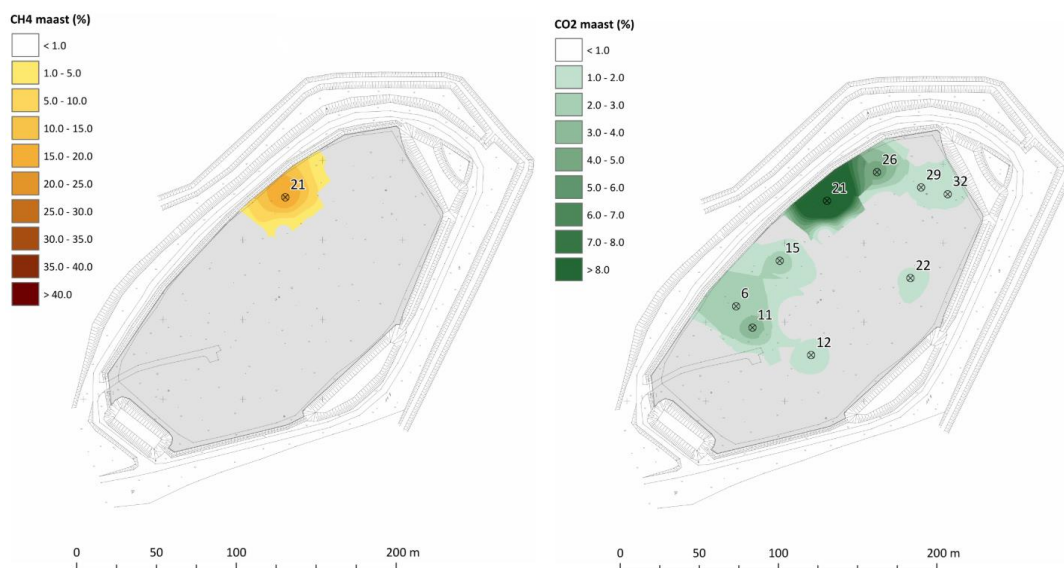 CH4 maast (%)
< 1.0
1.0 - 5.0
5.0 - 10.0
10.0 - 15.0
15.0 - 20.0
20.0 - 25.0
25.0 - 30.0
30.0 - 35.0
35.0 - 40.0
> 40.0
21
0 50 100 200 m
CO2 maast (%)
< 1.0
1.0 - 2.0
2.0 - 3.0
3.0 - 4.0
4.0 - 5.0
5.0 - 6.0
6.0 - 7.0
7.0 - 8.0
> 8.0
26
29
32
21
15
22
6
11
12
0 50 100 200 m